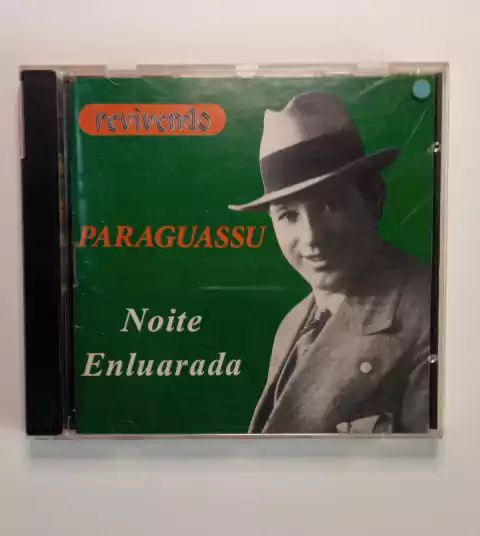 revivendo
PARAGUASSU
Noite
Enluarada